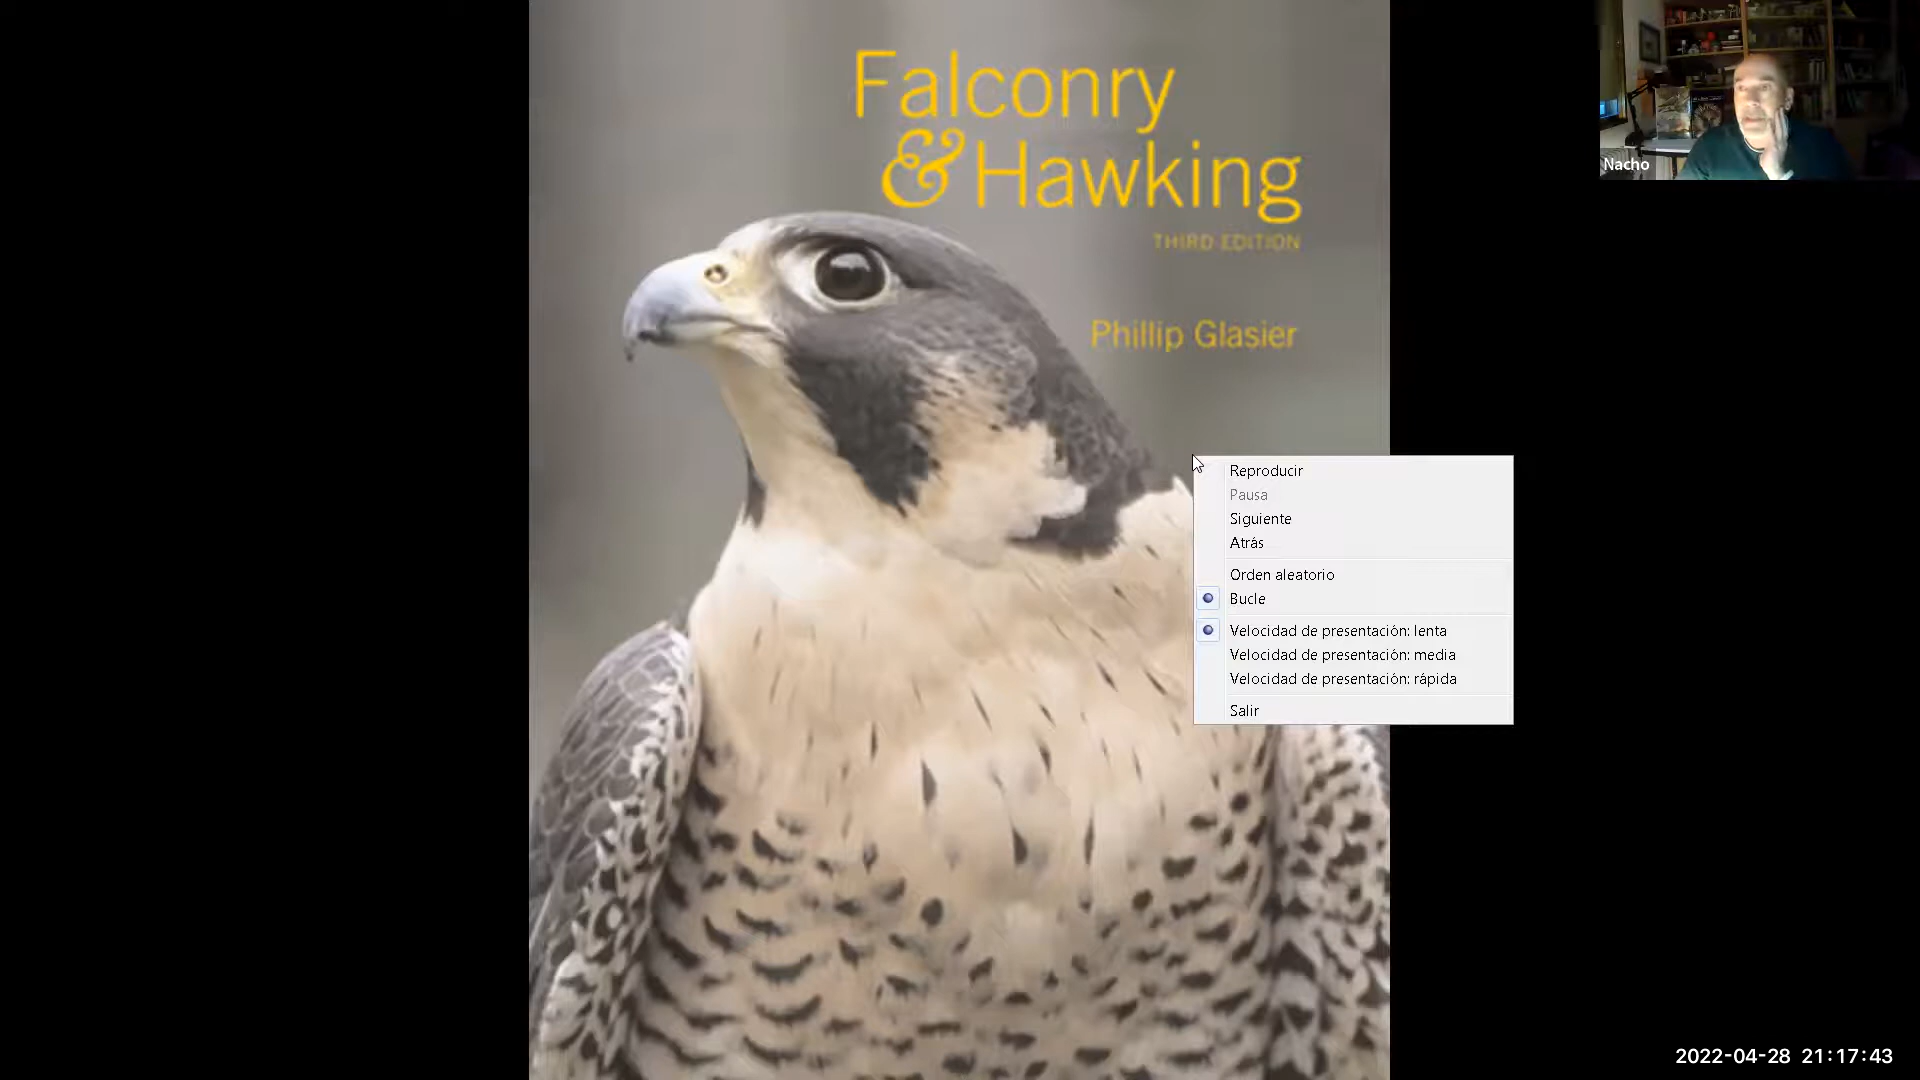 Falconry
& Hawking
THIRD EDITION
Phillip Glasier
Nacho
Reproducir
Pausa
Siguiente
Atrás
Orden aleatorio
Bucle
Velocidad de presentación: lenta
Velocidad de presentación: media
Velocidad de presentación: rápida
Salir
2022-04-28 21:17:43